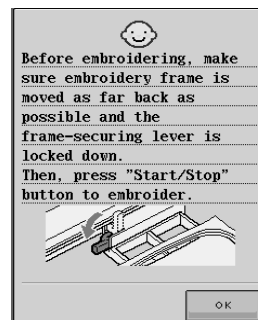 Before embroidering, make
sure embroidery frame is
moved as far back as
possible and the
frame-securing lever is
locked down.
Then, press "Start/Stop"
button to embroider.
OK